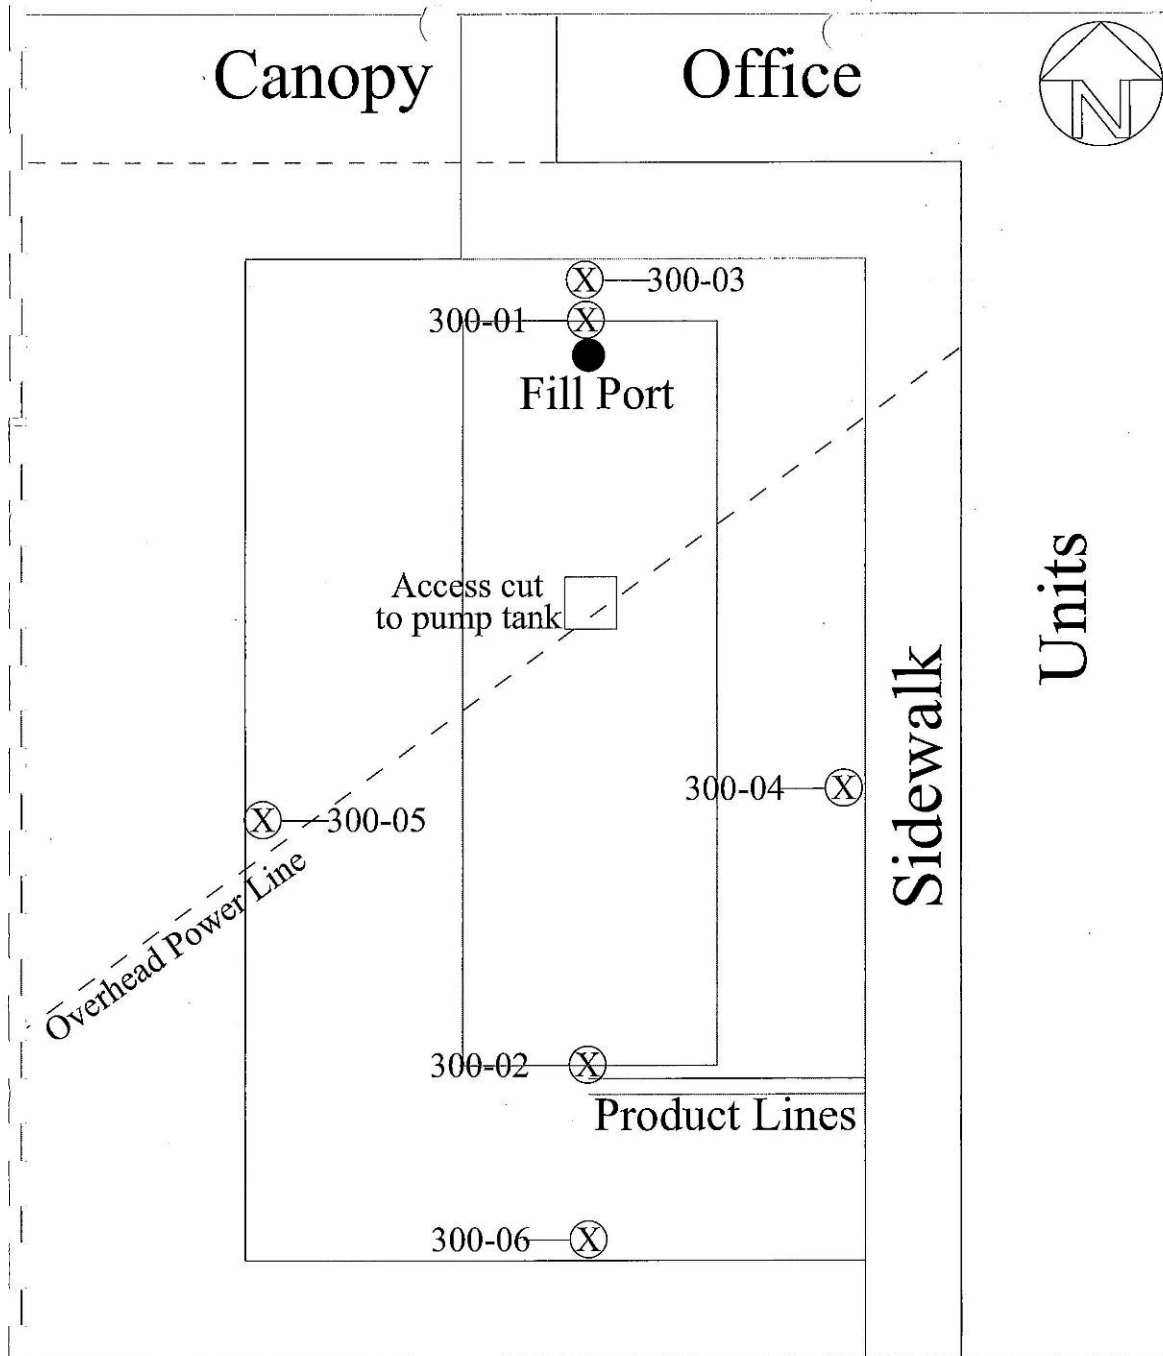 Canopy
Office
N
X 300-03
300-01 X
Fill Port
Access cut
to pump tank
Units
Sidewalk
300-04 X
X 300-05
Overhead Power Line
300-02 X
Product Lines
300-06 X